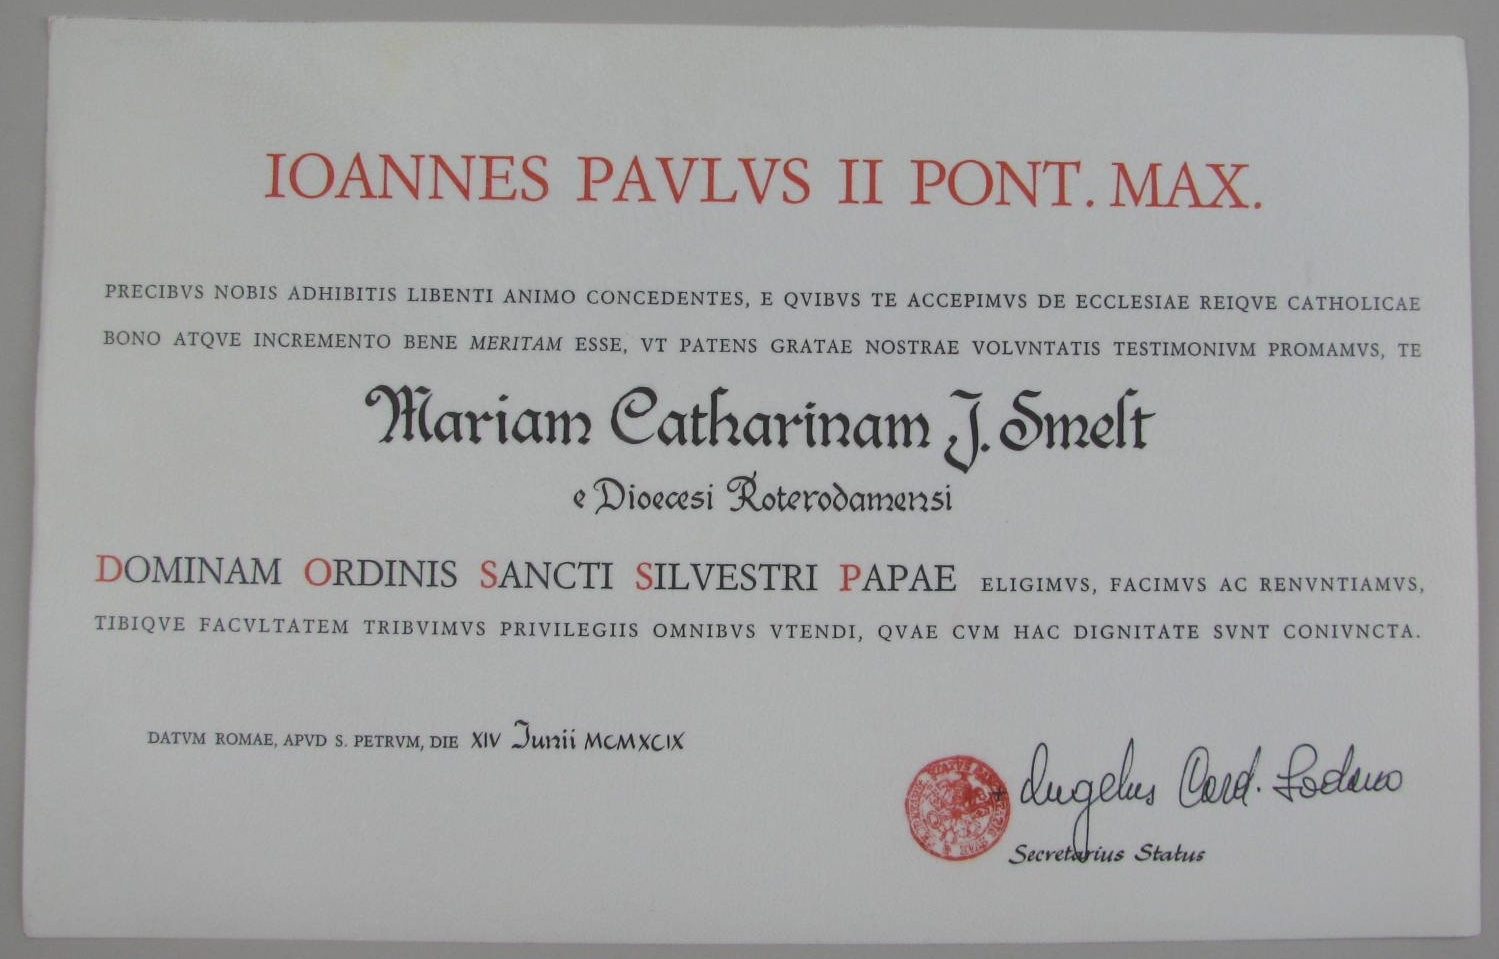 IOANNES PAVLVS II PONT. MAX.
PRECIBVS NOBIS ADHIBITIS LIBENTI ANIMO CONCEDENTES, E QVIBVS TE ACCEPIMVS DE ECCLESIAE REIQVE CATHOLICAE
BONO ATQVE INCREMENTO BENE MERITAM ESSE, VT PATENS GRATAE NOSTRAE VOLVNTATIS TESTIMONIVM PROMAMVS, TE
Mariam Catharinam J. Smelt
e Dioecesi Roterodamensi
DOMINAM ORDINIS SANCTI SILVESTRI PAPAE ELIGIMVS, FACIMVS AC RENVNTIAMVS,
TIBIQVE FACVLTATEM TRIBVIMVS PRIVILEGIIS OMNIBVS VTENDI, QVAE CVM HAC DIGNITATE SVNT CONIVNCTA.
DATVM ROMAE, APVD S. PETRVM, DIE XIV Junii MCMXCIX
+ Angelus Card. Sodano
Secretarius Status